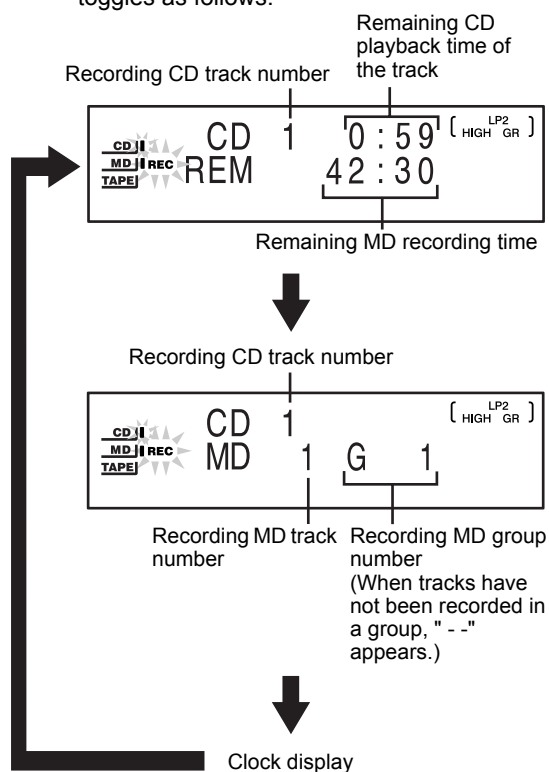 toggles as follows:
Remaining CD
playback time of
the track
Recording CD track number
CD
MD REC
TAPE
CD 1 0:59
REM 42:30
LP2
HIGH GR
Remaining MD recording time
Recording CD track number
CD
MD REC
TAPE
CD 1
MD 1 G 1
LP2
HIGH GR
Recording MD track
number
Recording MD group
number
(When tracks have
not been recorded in
a group, " - -"
appears.)
Clock display